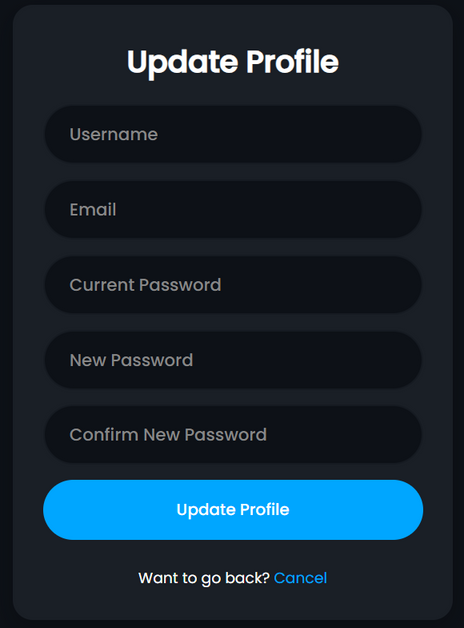 Update Profile
Username
Email
Current Password
New Password
Confirm New Password
Update Profile
Want to go back? Cancel